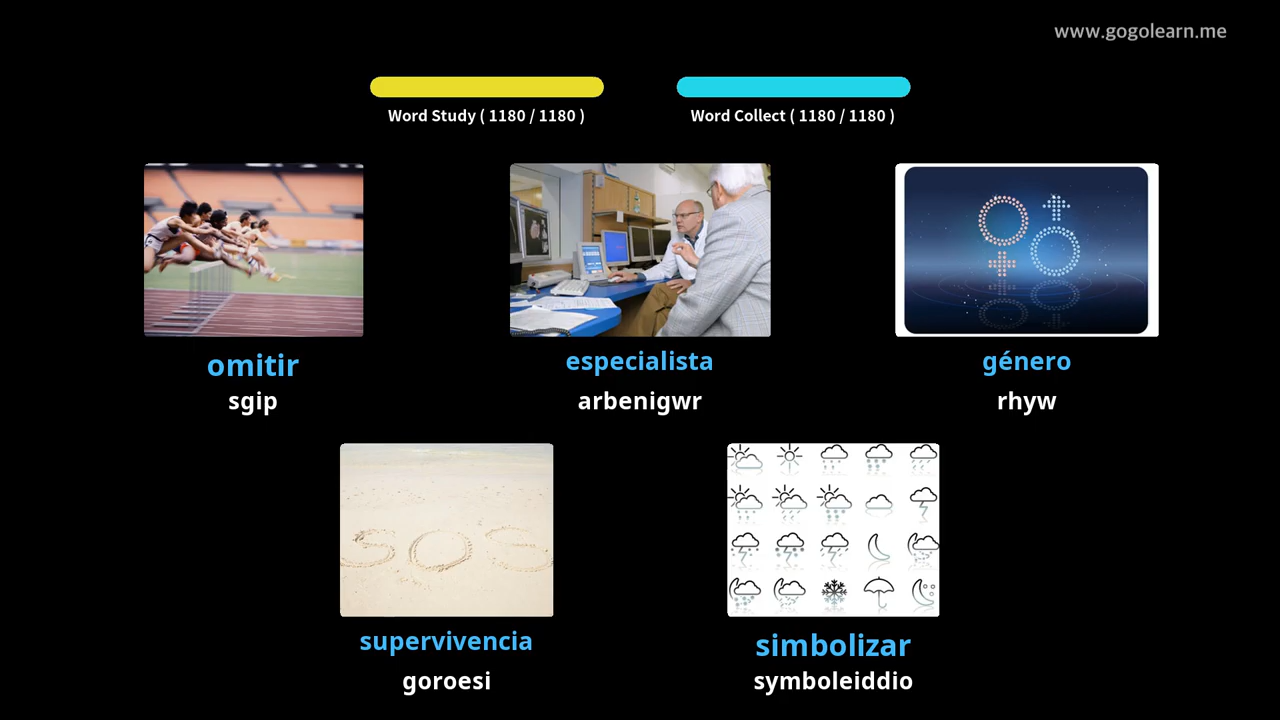 www.gogolearn.me
Word Study ( 1180 / 1180 )
Word Collect ( 1180 / 1180 )
omitir
sgip
especialista
arbenigwr
género
rhyw
SOS
supervivencia
goroesi
simbolizar
symboleiddio